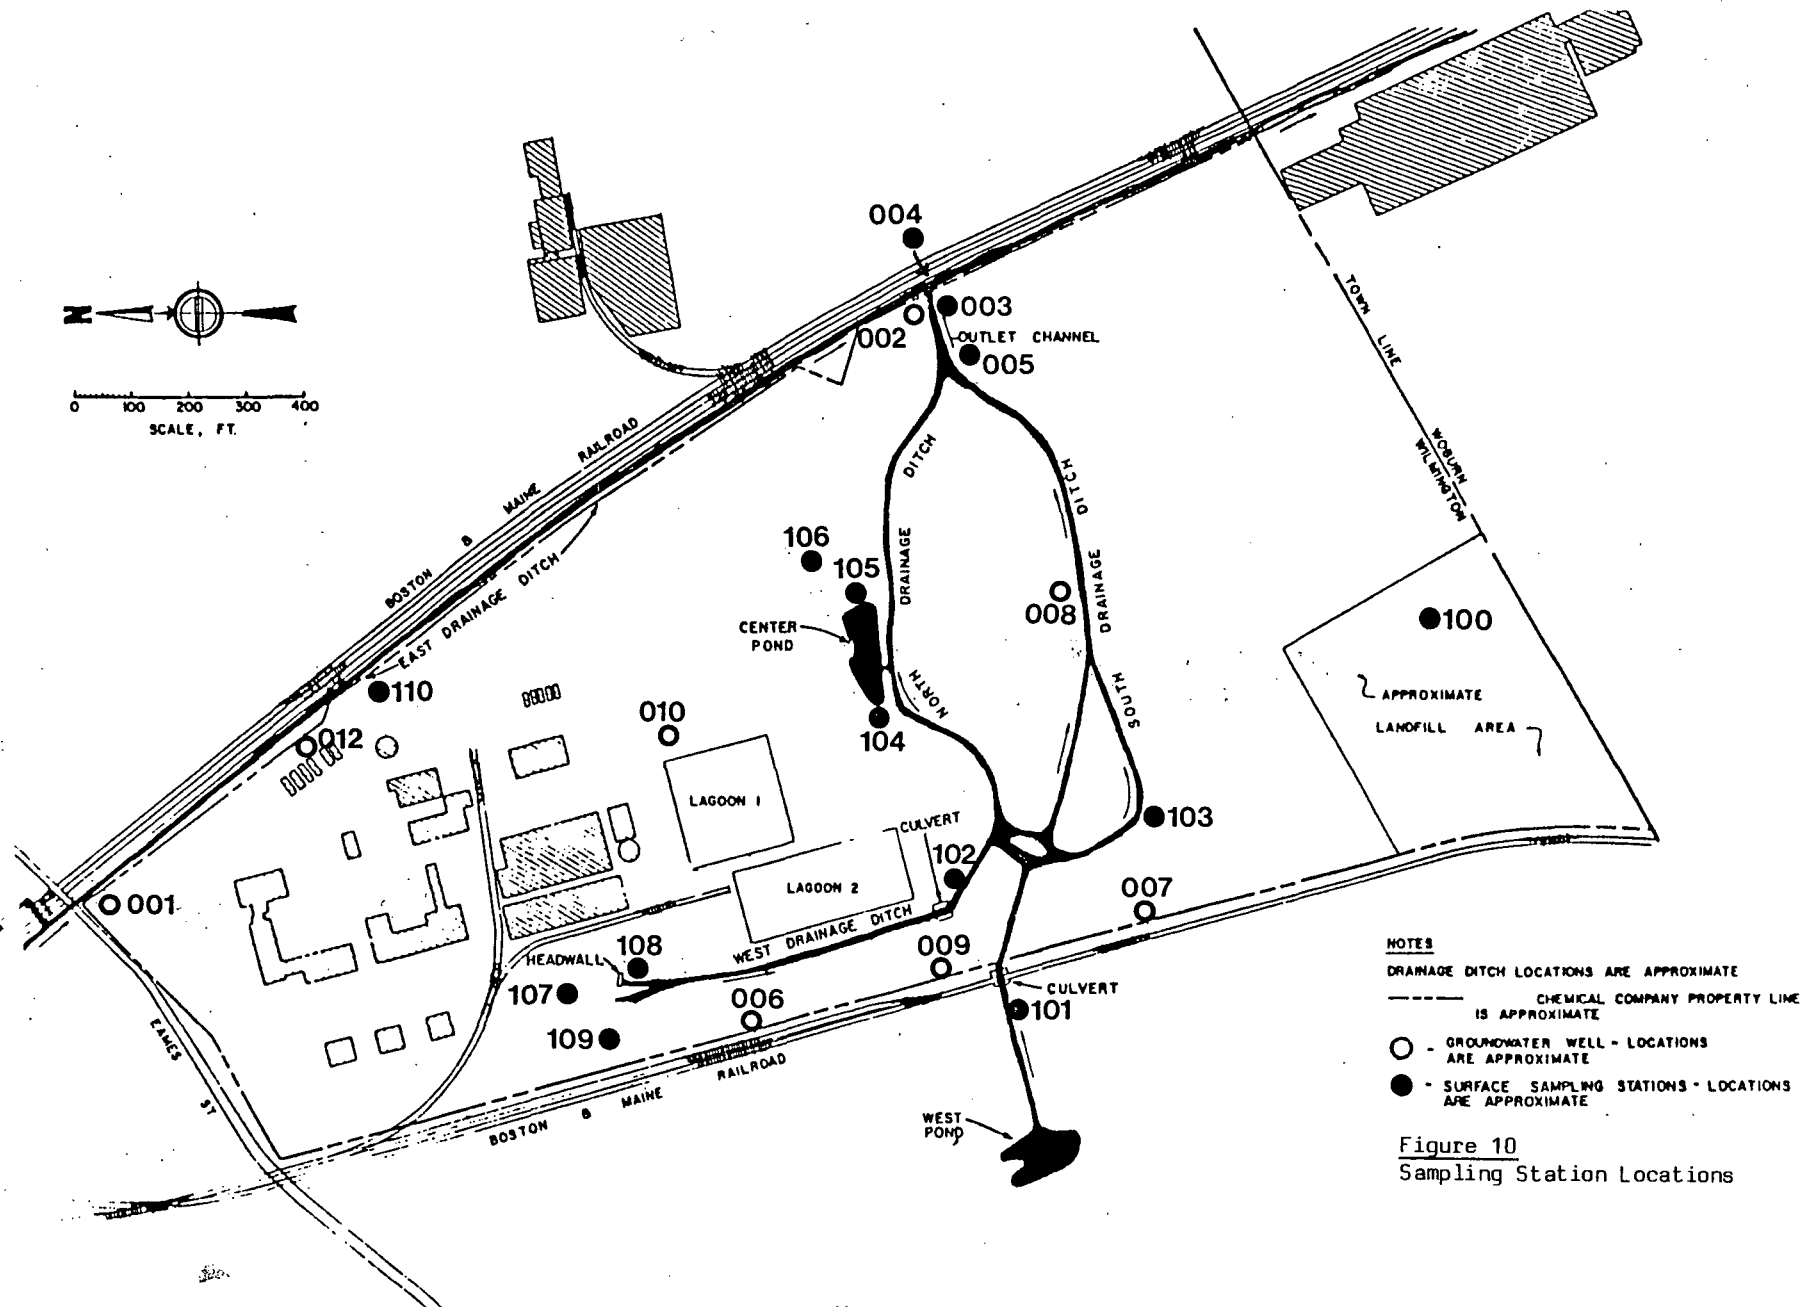 004
003
002
OUTLET CHANNEL
005
N
0 100 200 300 400
SCALE, FT.
TOWN LINE
WOBURN
WILMINGTON
BOSTON & MAINE RAILROAD
EAST DRAINAGE DITCH
NORTH DRAINAGE DITCH
SOUTH DRAINAGE DITCH
106
105
008
CENTER
POND
100
110
010
104
012
APPROXIMATE
LANDFILL AREA
LAGOON 1
CULVERT
103
102
LAGOON 2
001
007
WEST DRAINAGE DITCH
108
009
HEADWALL
107
006
CULVERT
101
109
EAMES ST
BOSTON & MAINE RAILROAD
WEST
POND
NOTES
DRAINAGE DITCH LOCATIONS ARE APPROXIMATE
CHEMICAL COMPANY PROPERTY LINE
IS APPROXIMATE
- GROUNDWATER WELL - LOCATIONS
ARE APPROXIMATE
- SURFACE SAMPLING STATIONS - LOCATIONS
ARE APPROXIMATE
Figure 10
Sampling Station Locations